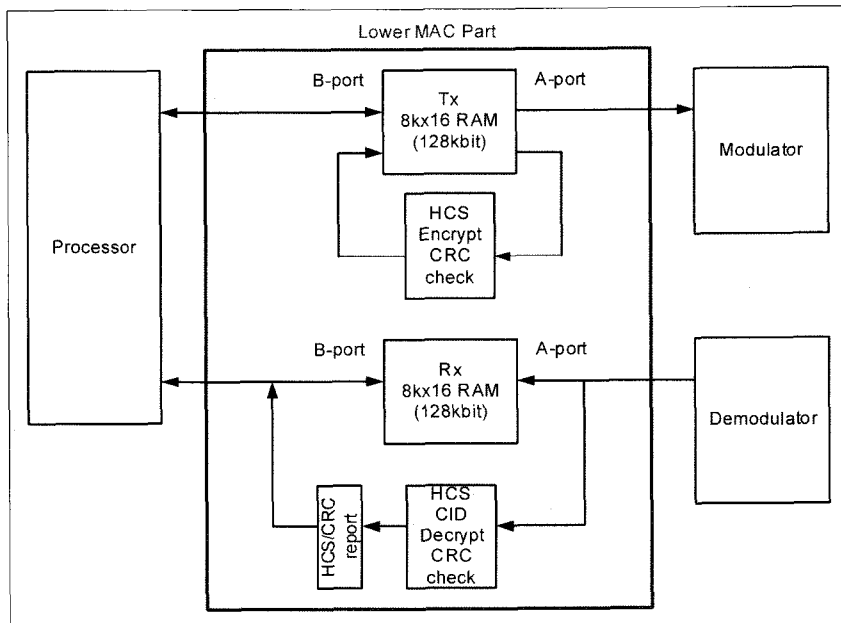 Lower MAC Part
B-port
A-port
Tx
8kx16 RAM
(128kbit)
Modulator
HCS
Encrypt
CRC
check
Processor
B-port
A-port
Rx
8kx16 RAM
(128kbit)
Demodulator
HCS/CRC
report
HCS
CID
Decrypt
CRC
check